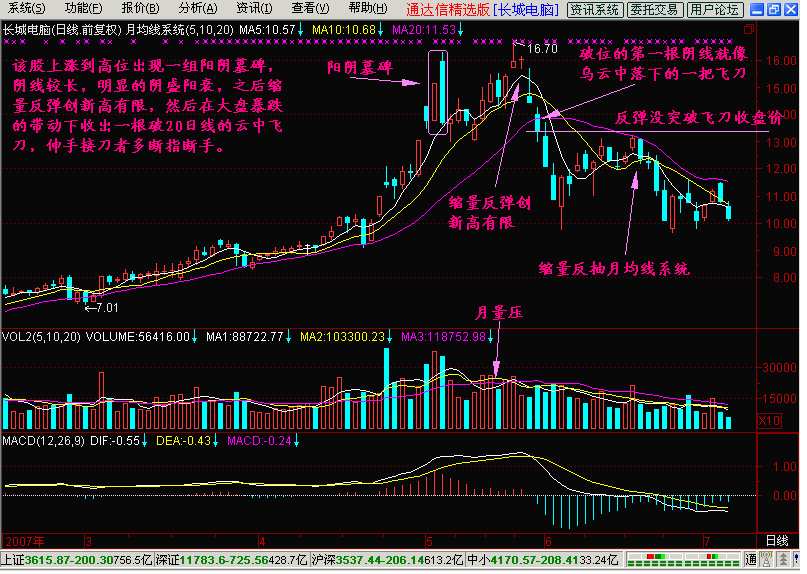 系统(S) 功能(F) 报价(B) 分析(A) 资讯(I) 查看(V) 帮助(H) 通达信精选版 [长城电脑] 资讯系统 委托交易 用户论坛
长城电脑(日线.前复权) 月均线系统(5,10,20) MA5:10.57↓ MA10:10.68↓ MA20:11.53↓
该股上涨到高位出现一组阳阴墓碑，
阴线较长，明显的阴盛阳衰，之后缩
量反弹创新高有限，然后在大盘暴跌
的带动下收出一根破20日线的云中飞
刀，伸手接刀者多断指断手。
阳阴墓碑
←16.70
破位的第一根阴线就像
乌云中落下的一把飞刀
反弹没突破飞刀收盘价
缩量反弹创
新高有限
缩量反抽月均线系统
←7.01
16.00
15.00
14.00
13.00
12.00
11.00
10.00
9.00
8.00
月量压
VOL2(5,10,20) VOLUME:56416.00↓ MA1:88722.77↓ MA2:103300.23↓ MA3:118752.98↓
30000
15000
X10
MACD(12,26,9) DIF:-0.55↓ DEA:-0.43↓ MACD:-0.24↓
1.00
0.00
2007年 3 4 5 6 7 日线
上证3615.87-200.30 756.5亿 深证11783.6-725.56 428.7亿 沪深3537.44-206.14 613.2亿 中小4170.57-208.41 33.24亿 通